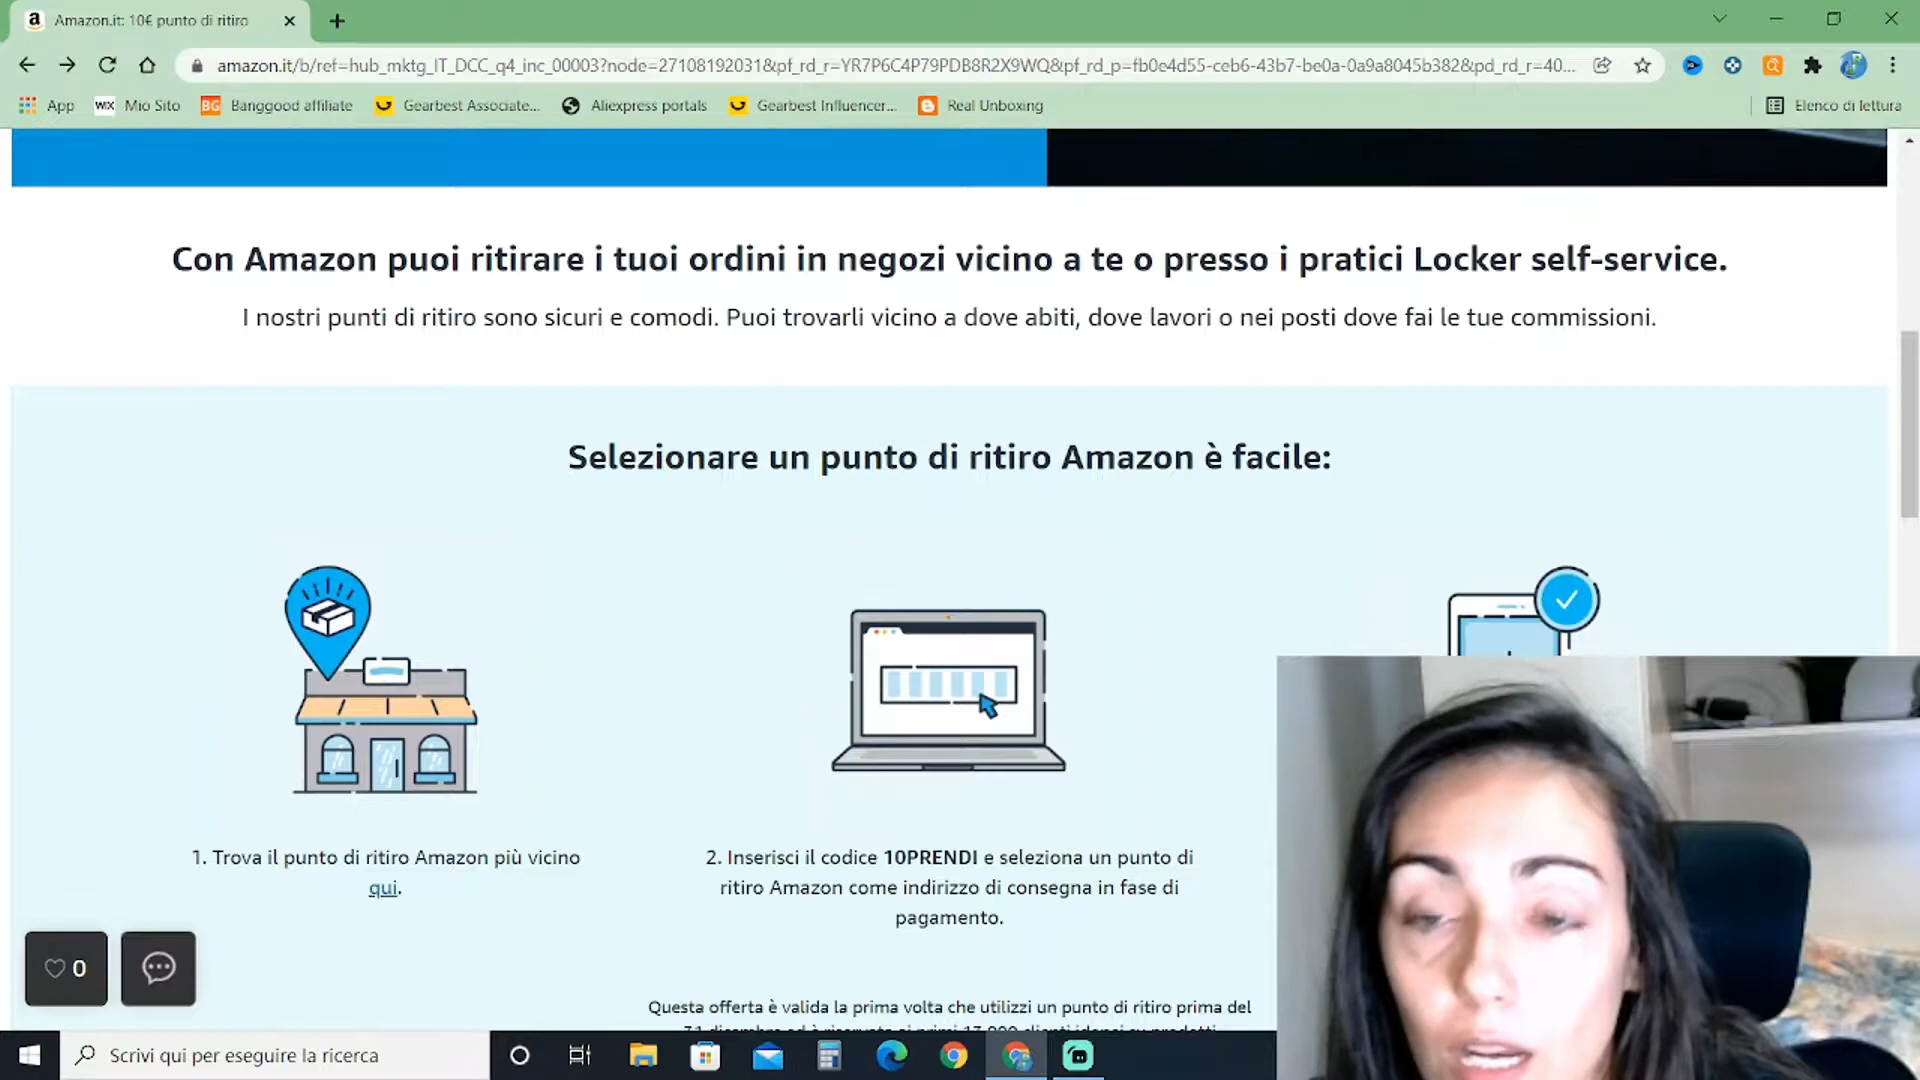 Amazon.it: 10€ punto di ritiro
amazon.it/b/ref=hub_mktg_IT_DCC_q4_inc_00003?node=27108192031&pf_rd_r=YR7P6C4P79PDB8R2X9WQ&pf_rd_p=fb0e4d55-ceb6-43b7-be0a-0a9a8045b382&pd_rd_r=40...
App WIX Mio Sito BG Banggood affiliate Gearbest Associate... Aliexpress portals Gearbest Influencer... Real Unboxing Elenco di lettura
Con Amazon puoi ritirare i tuoi ordini in negozi vicino a te o presso i pratici Locker self-service.
I nostri punti di ritiro sono sicuri e comodi. Puoi trovarli vicino a dove abiti, dove lavori o nei posti dove fai le tue commissioni.
Selezionare un punto di ritiro Amazon è facile:
1. Trova il punto di ritiro Amazon più vicino
qui.
2. Inserisci il codice 10PRENDI e seleziona un punto di
ritiro Amazon come indirizzo di consegna in fase di
pagamento.
0
Questa offerta è valida la prima volta che utilizzi un punto di ritiro prima del
Scrivi qui per eseguire la ricerca